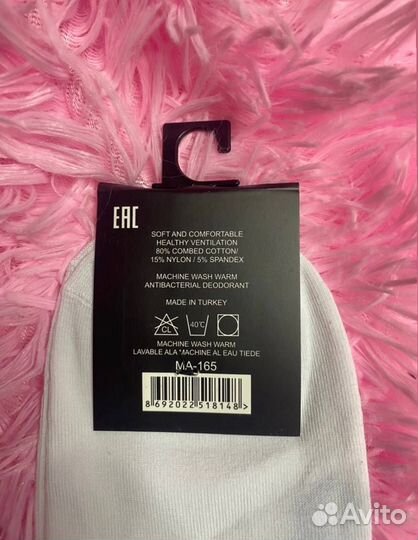 EAC
SOFT AND COMFORTABLE
HEALTHY VENTILATION
80% COMBED COTTON/
15% NYLON / 5% SPANDEX
MACHINE WASH WARM
ANTIBACTERIAL DEODORANT
MADE IN TURKEY
CL
40°C
MACHINE WASH WARM
LAVABLE ALA "MACHINE AL EAU TIEDE
MA-165
8 692022 518148 >
Avito